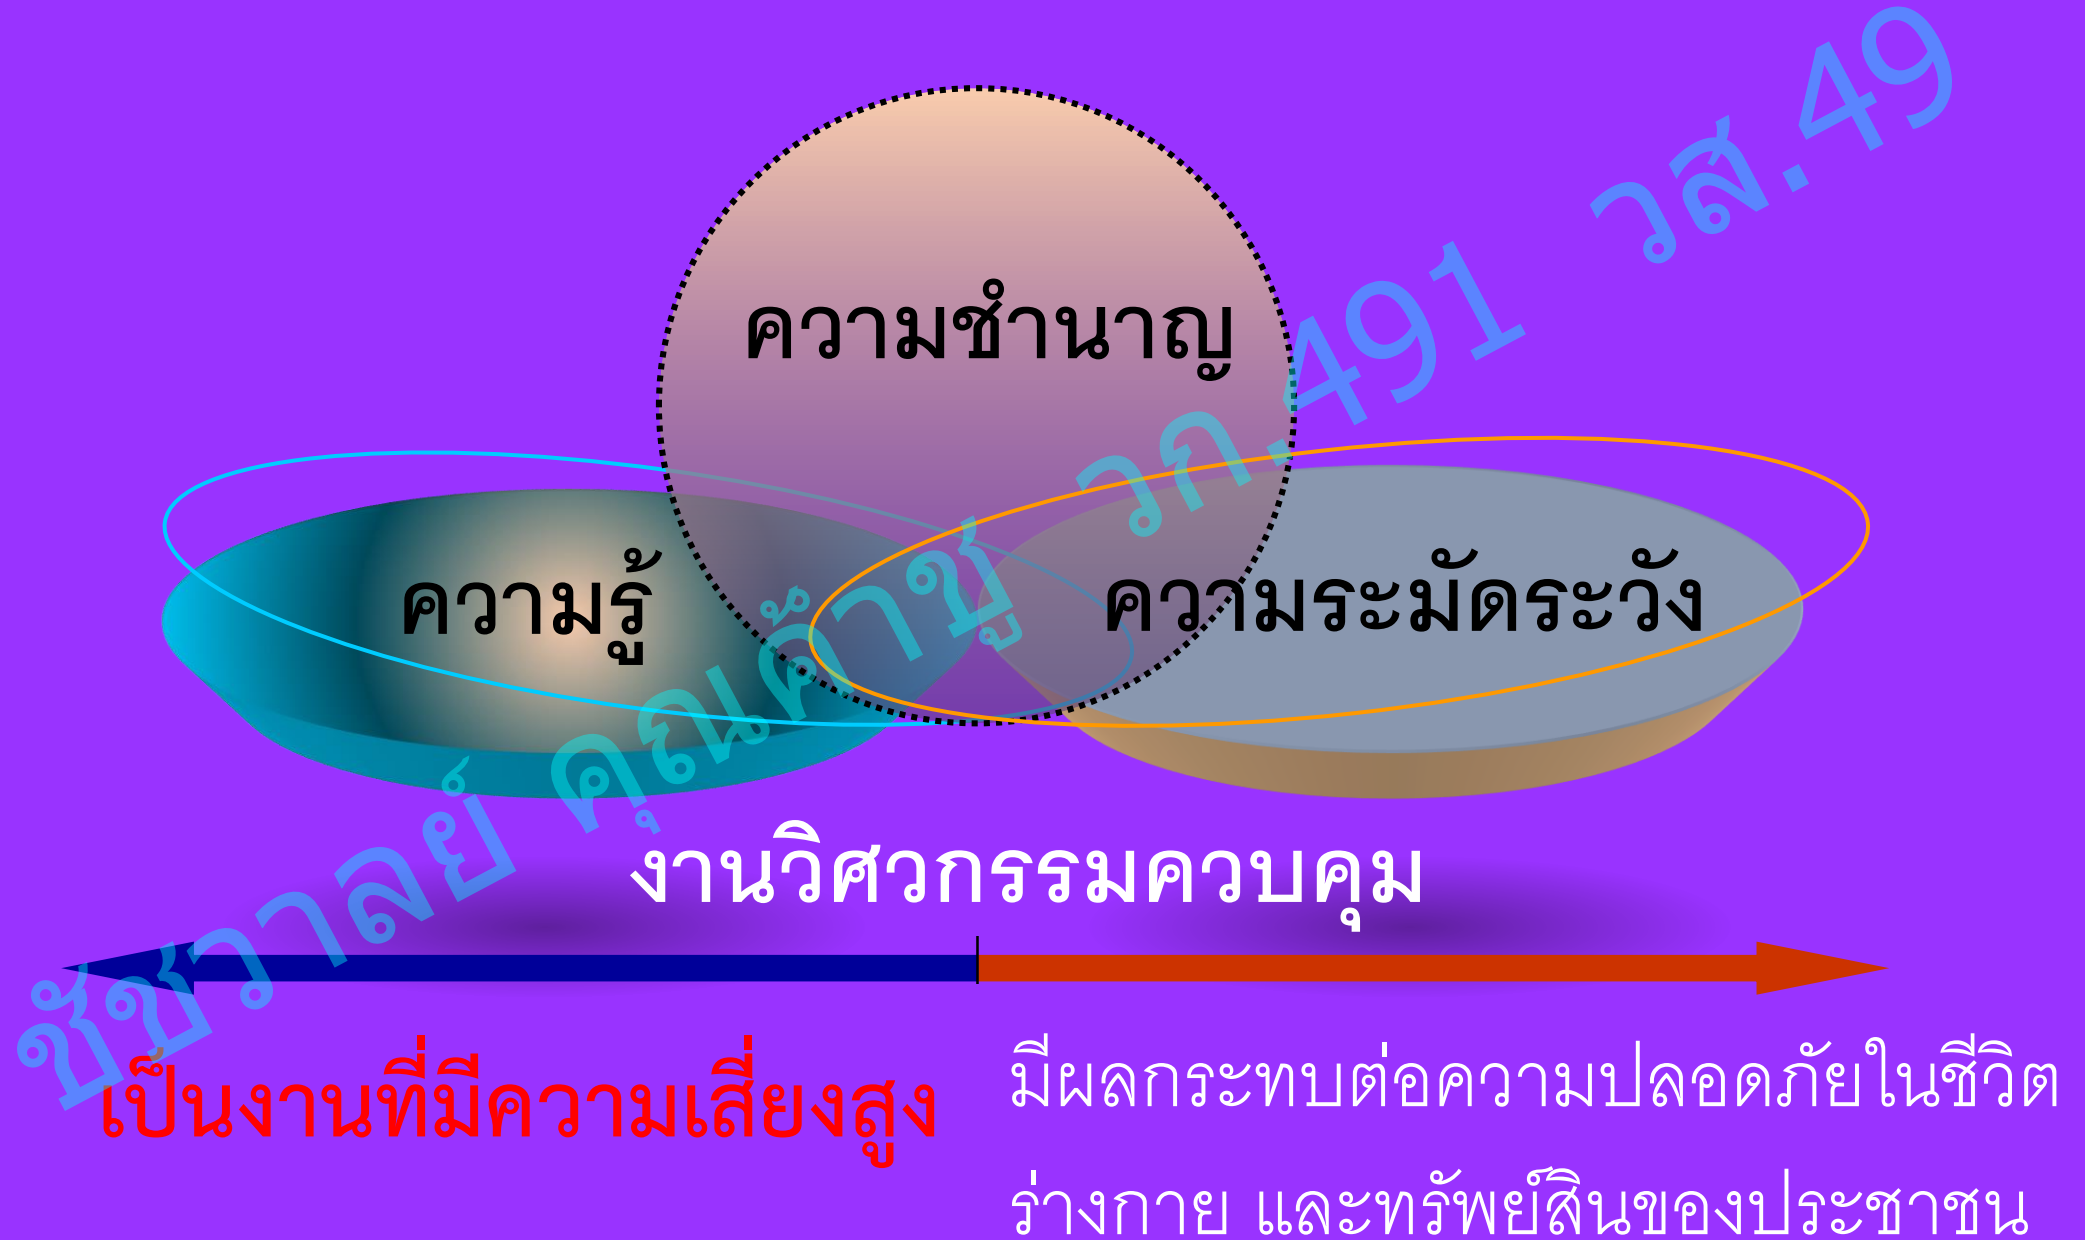 ความชำนาญ
ความรู้
ความระมัดระวัง
งานวิศวกรรมควบคุม
เป็นงานที่มีความเสี่ยงสูง
มีผลกระทบต่อความปลอดภัยในชีวิต
ร่างกาย และทรัพย์สินของประชาชน
ชัชวาลย์ คุณค้ำชู วก.491 วส.49